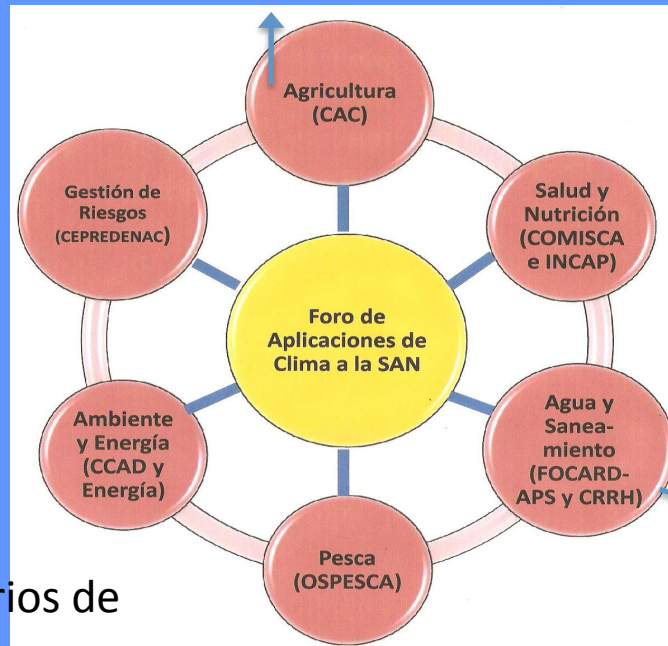 Agricultura
(CAC)
Gestión de
Riesgos
(CEPREDENAC)
Salud y
Nutrición
(COMISCA
e INCAP)
Foro de
Aplicaciones de
Clima a la SAN
Ambiente
y Energía
(CCAD y
Energía)
Agua y
Sanea-
miento
(FOCARD-
APS y CRRH)
Pesca
(OSPESCA)
de